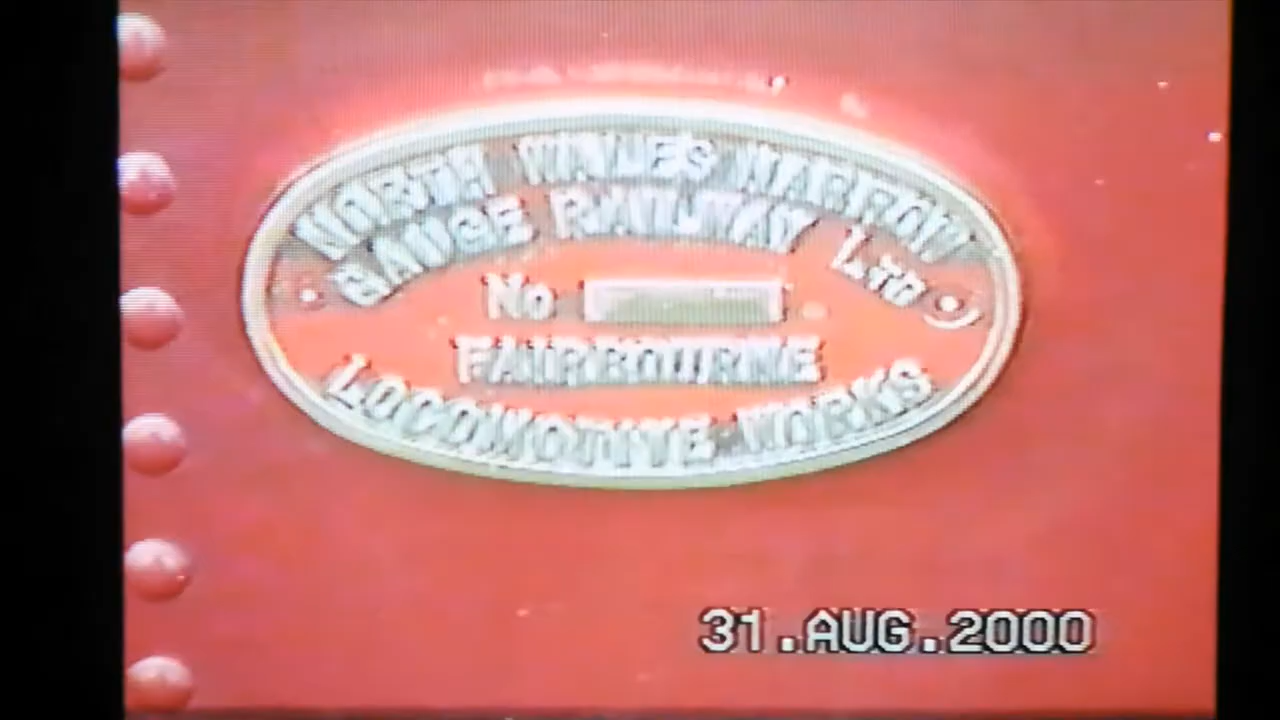 NORTH WALES NARROW
GAUGE RAILWAY LTD
No
FAIRBOURNE
LOCOMOTIVE WORKS
31.AUG.2000